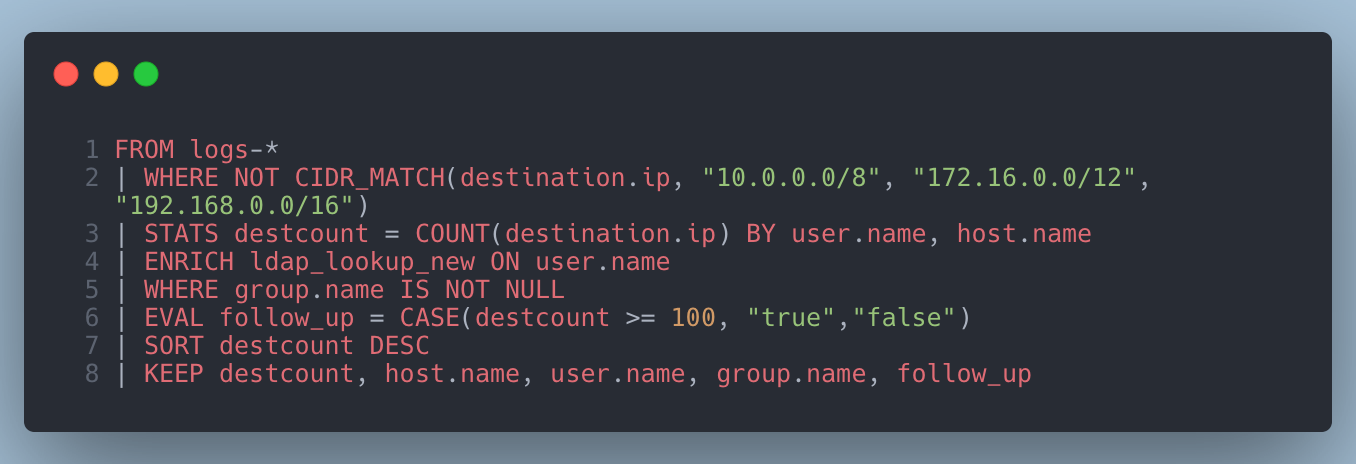 1 FROM logs-*
2 | WHERE NOT CIDR_MATCH(destination.ip, "10.0.0.0/8", "172.16.0.0/12",
"192.168.0.0/16")
3 | STATS destcount = COUNT(destination.ip) BY user.name, host.name
4 | ENRICH ldap_lookup_new ON user.name
5 | WHERE group.name IS NOT NULL
6 | EVAL follow_up = CASE(destcount >= 100, "true","false")
7 | SORT destcount DESC
8 | KEEP destcount, host.name, user.name, group.name, follow_up